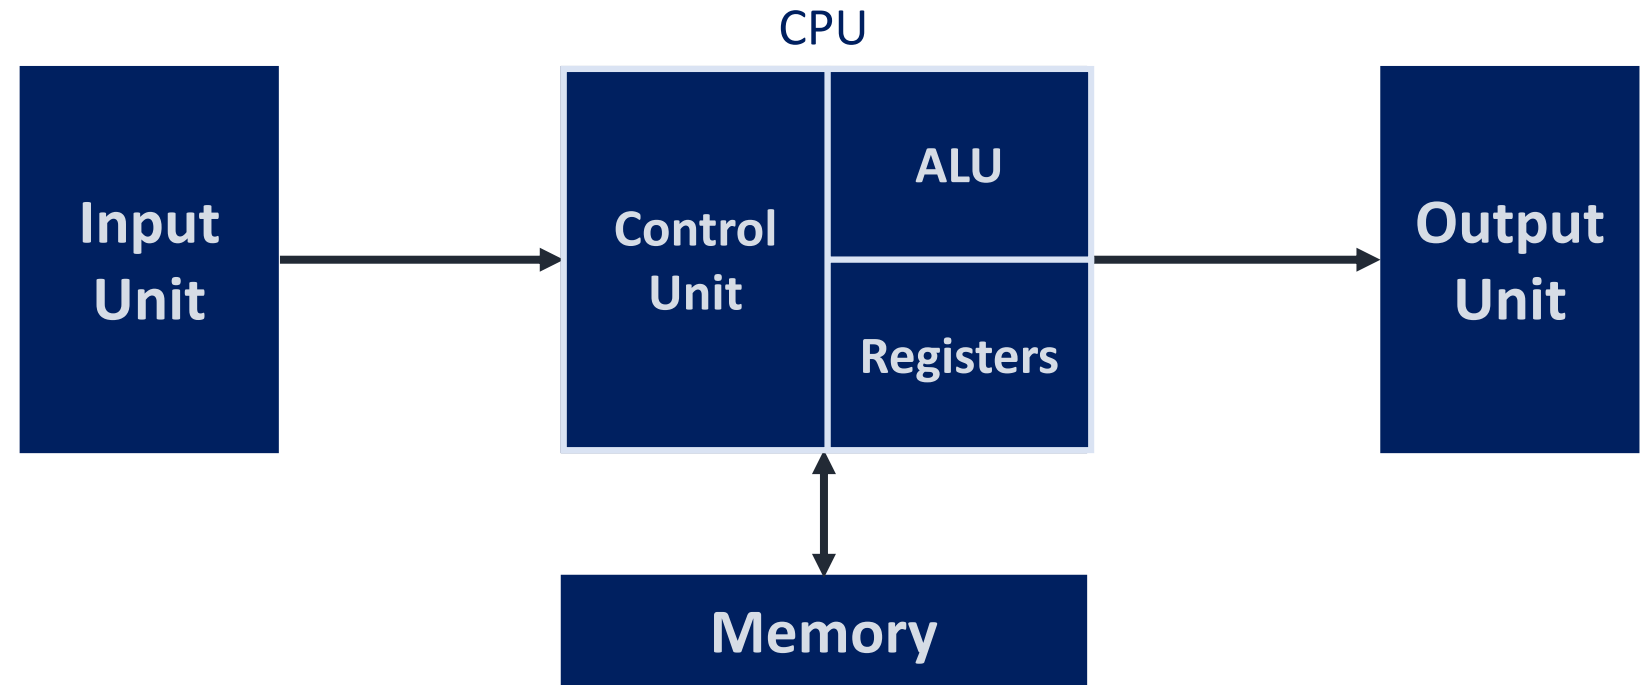 CPU
Input
Unit
Control
Unit
ALU
Registers
Output
Unit
Memory